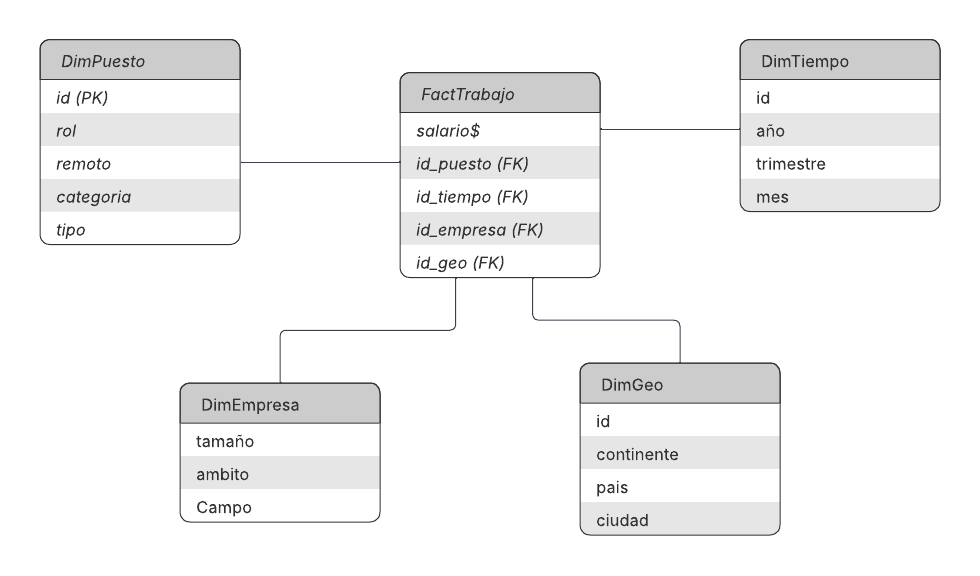 DimPuesto
id (PK)
rol
remoto
categoria
tipo
FactTrabajo
salario$
id_puesto (FK)
id_tiempo (FK)
id_empresa (FK)
id_geo (FK)
DimTiempo
id
año
trimestre
mes
DimEmpresa
tamaño
ambito
Campo
DimGeo
id
continente
pais
ciudad